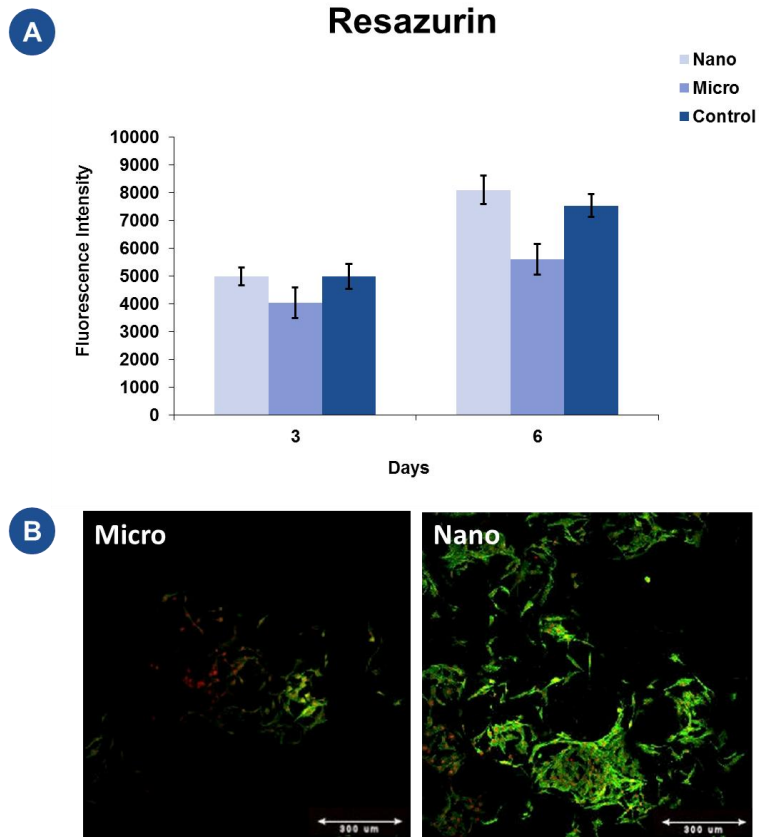 A
Resazurin
Nano
Micro
Control
Fluorescence Intensity
10000
9000
8000
7000
6000
5000
4000
3000
2000
1000
0
3 6
Days
B
Micro Nano
300 um 300 um